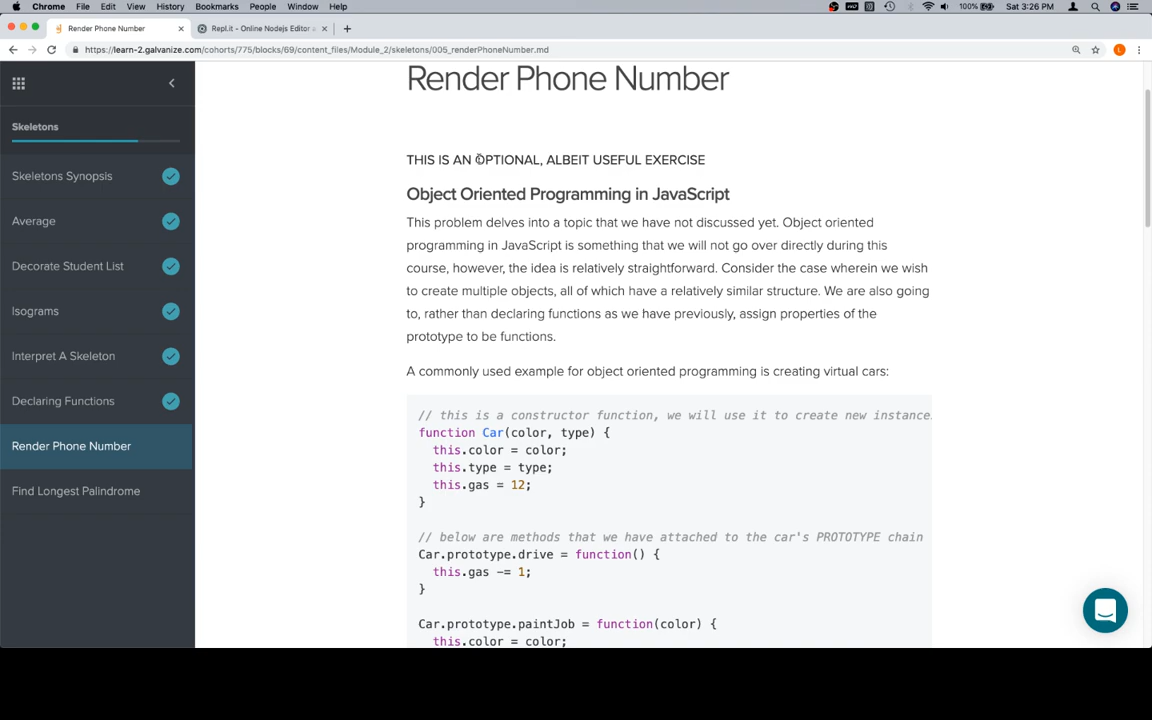 Chrome File Edit View History Bookmarks People Window Help
100% Sat 3:26 PM
Render Phone Number
Repl.it - Online Nodejs Editor a
https://learn-2.galvanize.com/cohorts/775/blocks/69/content_files/Module_2/skeletons/005_renderPhoneNumber.md
L
Skeletons
Skeletons Synopsis
Average
Decorate Student List
Isograms
Interpret A Skeleton
Declaring Functions
Render Phone Number
Find Longest Palindrome
Render Phone Number
THIS IS AN OPTIONAL, ALBEIT USEFUL EXERCISE
Object Oriented Programming in JavaScript
This problem delves into a topic that we have not discussed yet. Object oriented
programming in JavaScript is something that we will not go over directly during this
course, however, the idea is relatively straightforward. Consider the case wherein we wish
to create multiple objects, all of which have a relatively similar structure. We are also going
to, rather than declaring functions as we have previously, assign properties of the
prototype to be functions.
A commonly used example for object oriented programming is creating virtual cars:
// this is a constructor function, we will use it to create new instance
function Car(color, type) {
this.color = color;
this.type = type;
this.gas = 12;
}
// below are methods that we have attached to the car's PROTOTYPE chain
Car.prototype.drive = function() {
this.gas -= 1;
}
Car.prototype.paintJob = function(color) {
this.color = color;